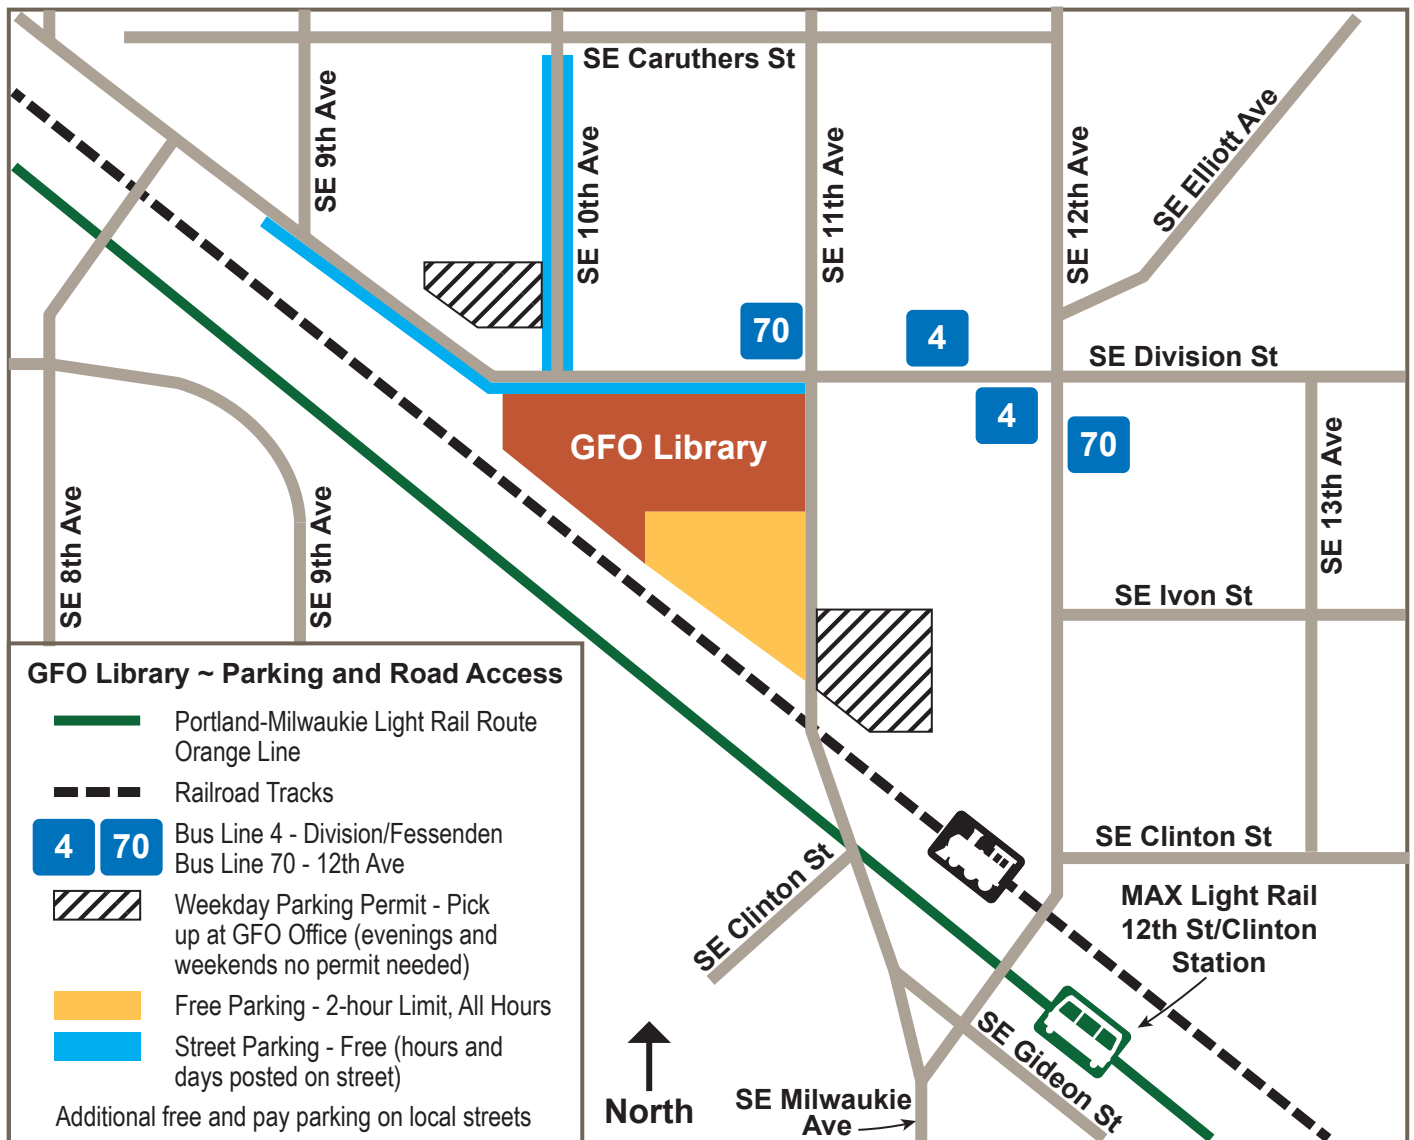 SE Caruthers St
SE 9th Ave
SE 10th Ave
SE 11th Ave
SE 12th Ave
SE Elliott Ave
70
4
SE Division St
4
70
GFO Library
SE 8th Ave
SE 9th Ave
SE 13th Ave
SE Ivon St
SE Clinton St
SE Clinton St
MAX Light Rail
12th St/Clinton
Station
SE Gideon St
SE Milwaukie
Ave
North
GFO Library ~ Parking and Road Access
Portland-Milwaukie Light Rail Route
Orange Line
Railroad Tracks
4 70
Bus Line 4 - Division/Fessenden
Bus Line 70 - 12th Ave
Weekday Parking Permit - Pick
up at GFO Office (evenings and
weekends no permit needed)
Free Parking - 2-hour Limit, All Hours
Street Parking - Free (hours and
days posted on street)
Additional free and pay parking on local streets